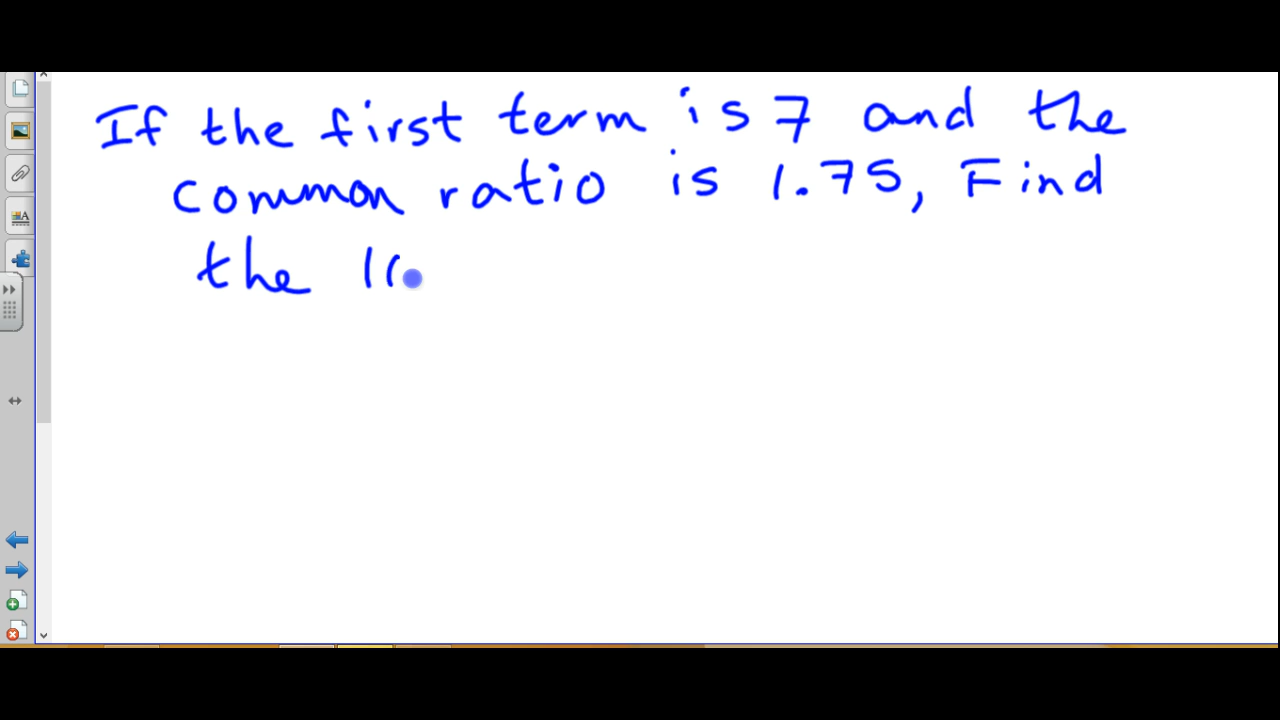 If the first term is 7 and the
common ratio is 1.75, Find
the